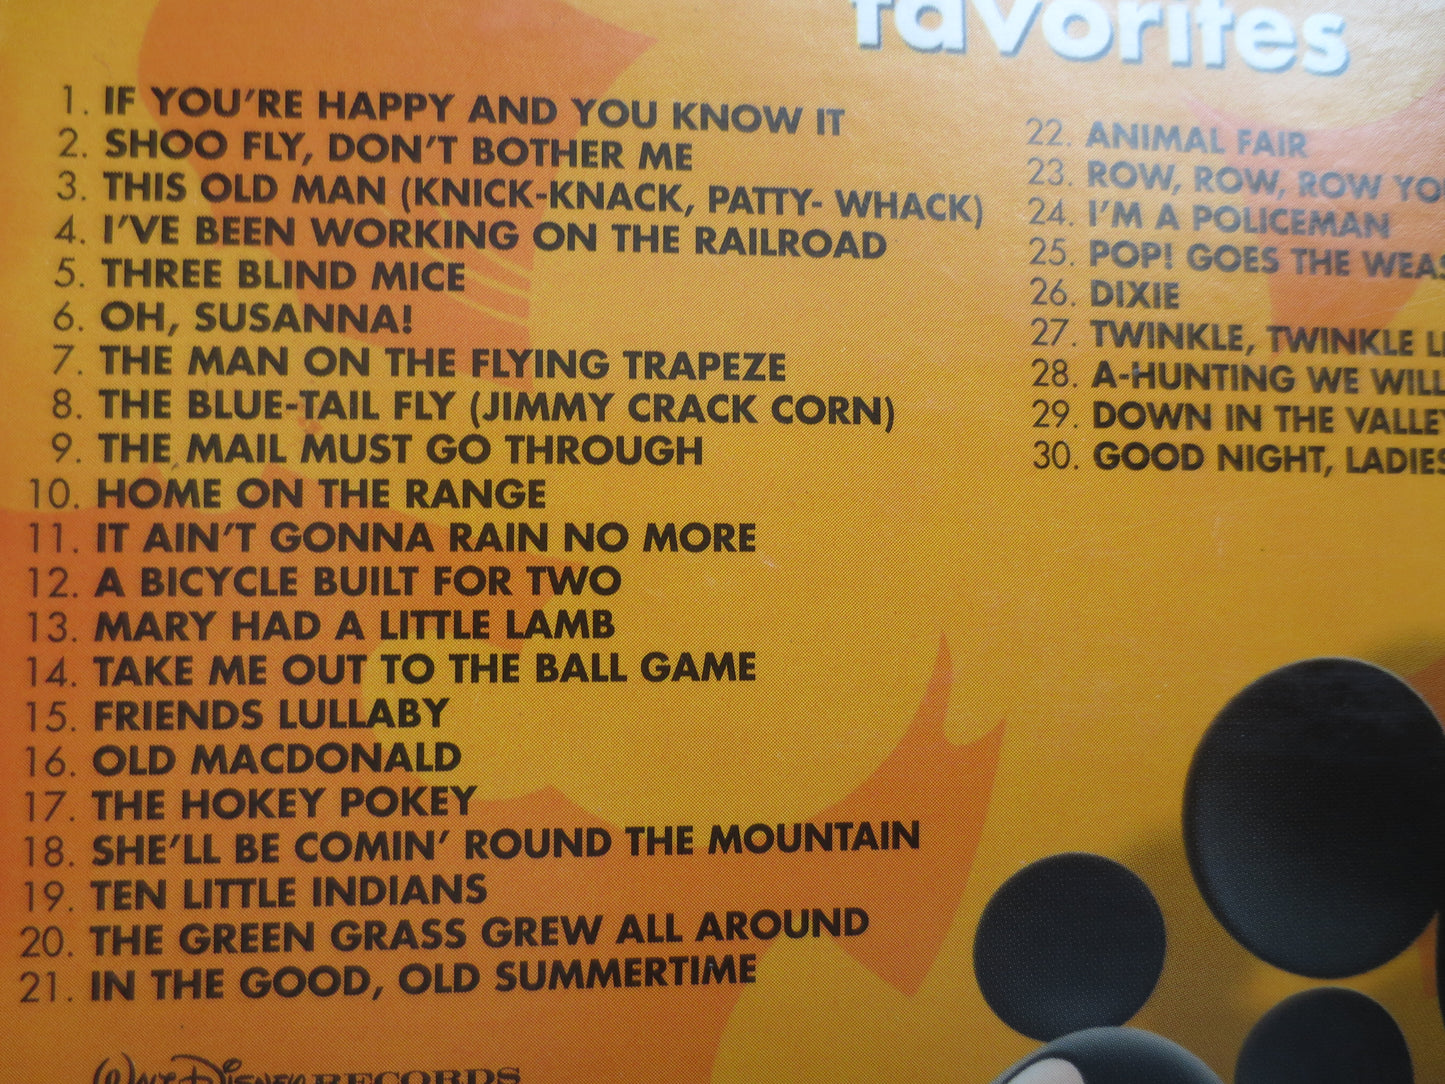 favorites
1. IF YOU'RE HAPPY AND YOU KNOW IT
2. SHOO FLY, DON'T BOTHER ME
3. THIS OLD MAN (KNICK-KNACK, PATTY- WHACK)
4. I'VE BEEN WORKING ON THE RAILROAD
5. THREE BLIND MICE
6. OH, SUSANNA!
7. THE MAN ON THE FLYING TRAPEZE
8. THE BLUE-TAIL FLY (JIMMY CRACK CORN)
9. THE MAIL MUST GO THROUGH
10. HOME ON THE RANGE
11. IT AIN'T GONNA RAIN NO MORE
12. A BICYCLE BUILT FOR TWO
13. MARY HAD A LITTLE LAMB
14. TAKE ME OUT TO THE BALL GAME
15. FRIENDS LULLABY
16. OLD MACDONALD
17. THE HOKEY POKEY
18. SHE'LL BE COMIN' ROUND THE MOUNTAIN
19. TEN LITTLE INDIANS
20. THE GREEN GRASS GREW ALL AROUND
21. IN THE GOOD, OLD SUMMERTIME
22. ANIMAL FAIR
23. ROW, ROW, ROW YO
24. I'M A POLICEMAN
25. POP! GOES THE WEAS
26. DIXIE
27. TWINKLE, TWINKLE L
28. A-HUNTING WE WILL
29. DOWN IN THE VALLEY
30. GOOD NIGHT, LADIES
WALT DISNEY RECORDS